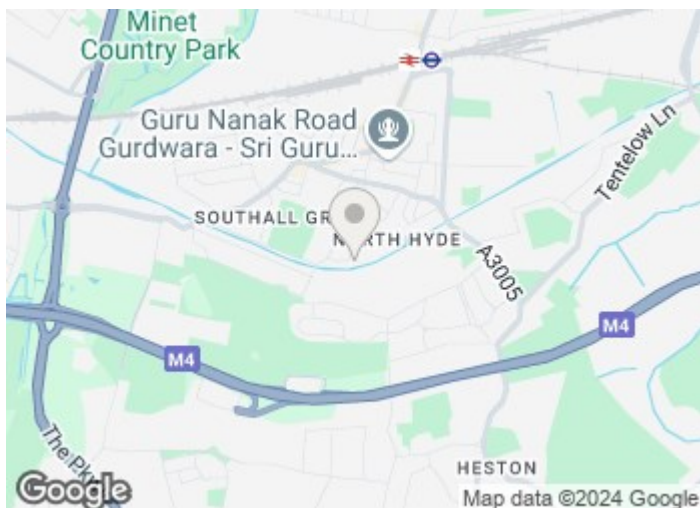 Minet
Country Park
Guru Nanak Road
Gurdwara - Sri Guru...
Tentelow Ln
SOUTHALL GR
NORTH HYDE
A3005
M4
M4
The Pk
HESTON
Google
Map data ©2024 Google